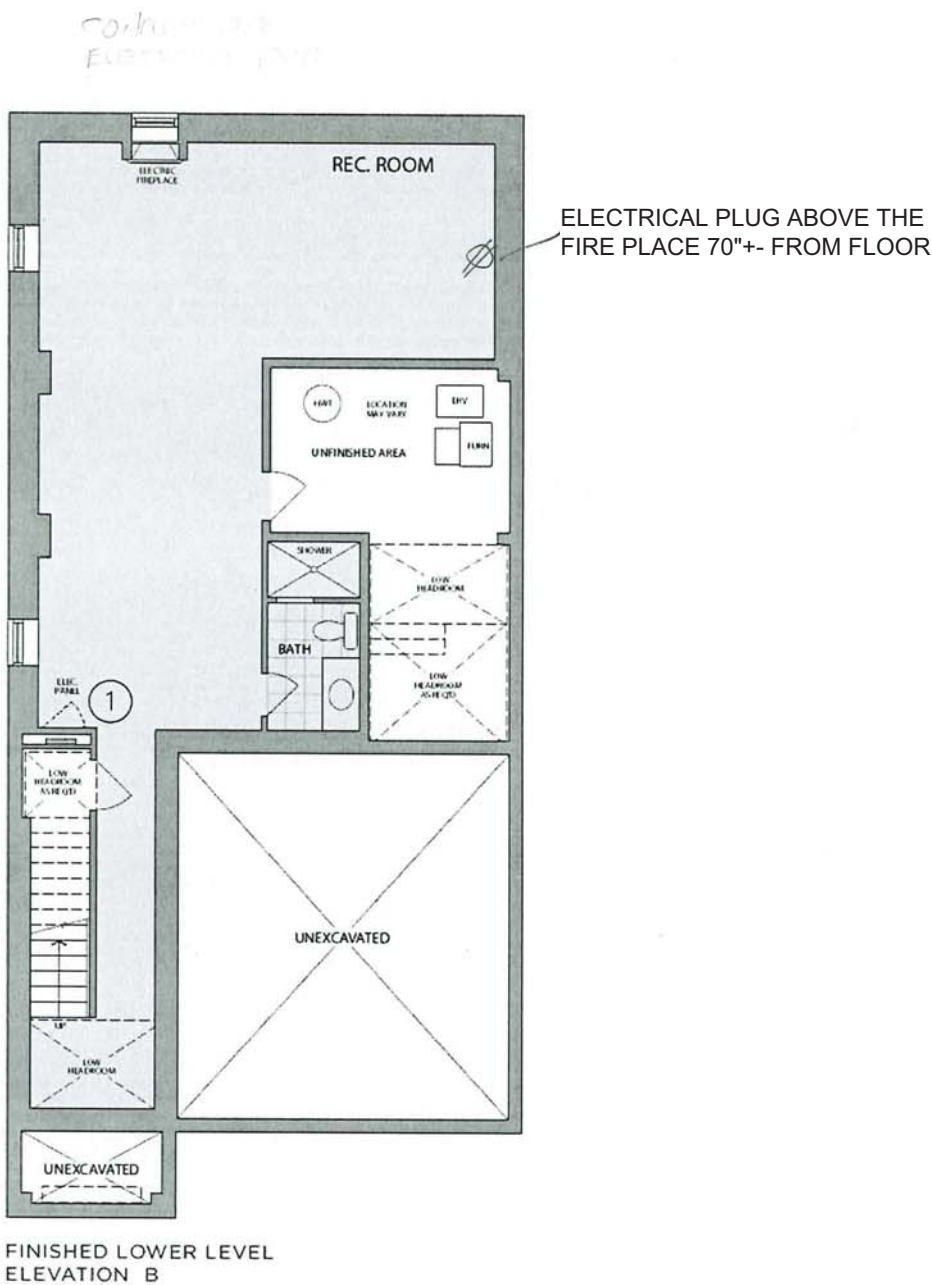 REC. ROOM
ELECTRIC
FIREPLACE
ELECTRICAL PLUG ABOVE THE
FIRE PLACE 70"+- FROM FLOOR
HWT
LOCATION
MAY VARY
ERV
FURN
UNFINISHED AREA
SHOWER
LOW
HEADROOM
BATH
LOW
HEADROOM
AS REQ'D
ELEC.
PANEL
1
LOW
HEADROOM
AS REQ'D
UNEXCAVATED
UP
LOW
HEADROOM
UNEXCAVATED
FINISHED LOWER LEVEL
ELEVATION B